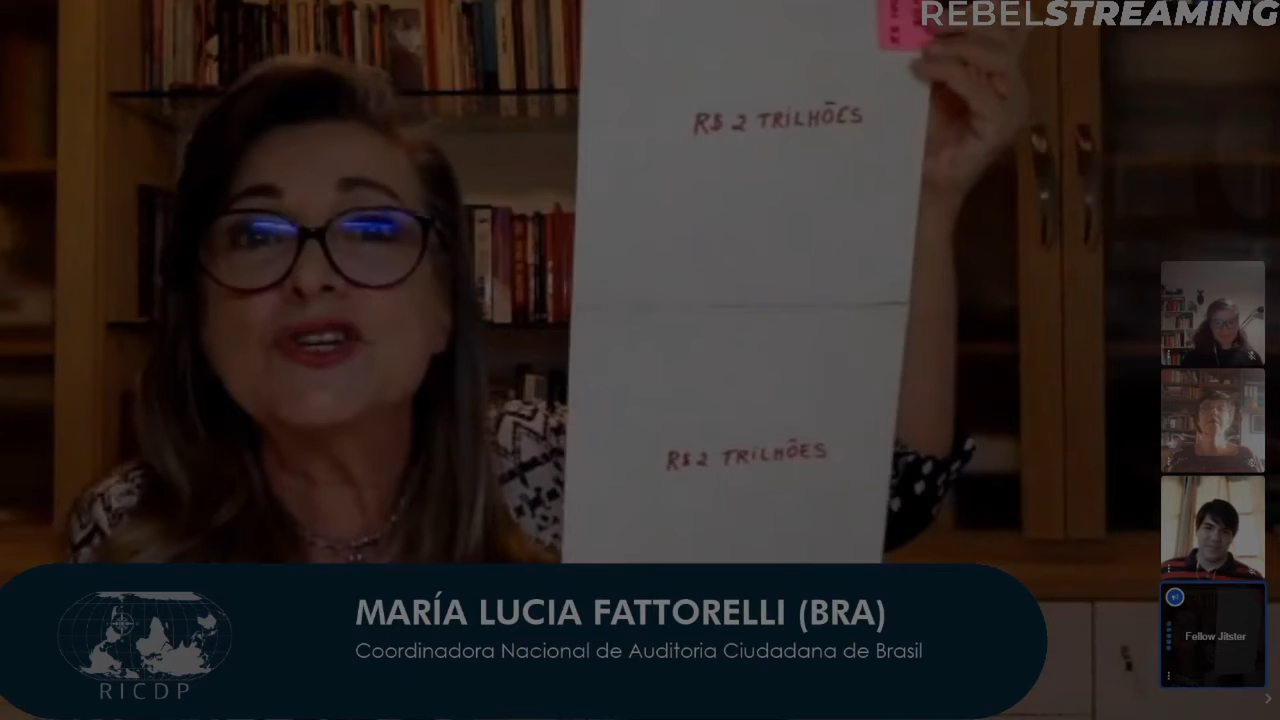 REBELSTREAMING
R$ 2 TRILHÕES
R$ 2 TRILHÕES
MARÍA LUCIA FATTORELLI (BRA)
Coordinadora Nacional de Auditoria Ciudadana de Brasil
RICDP
Fellow Jitster